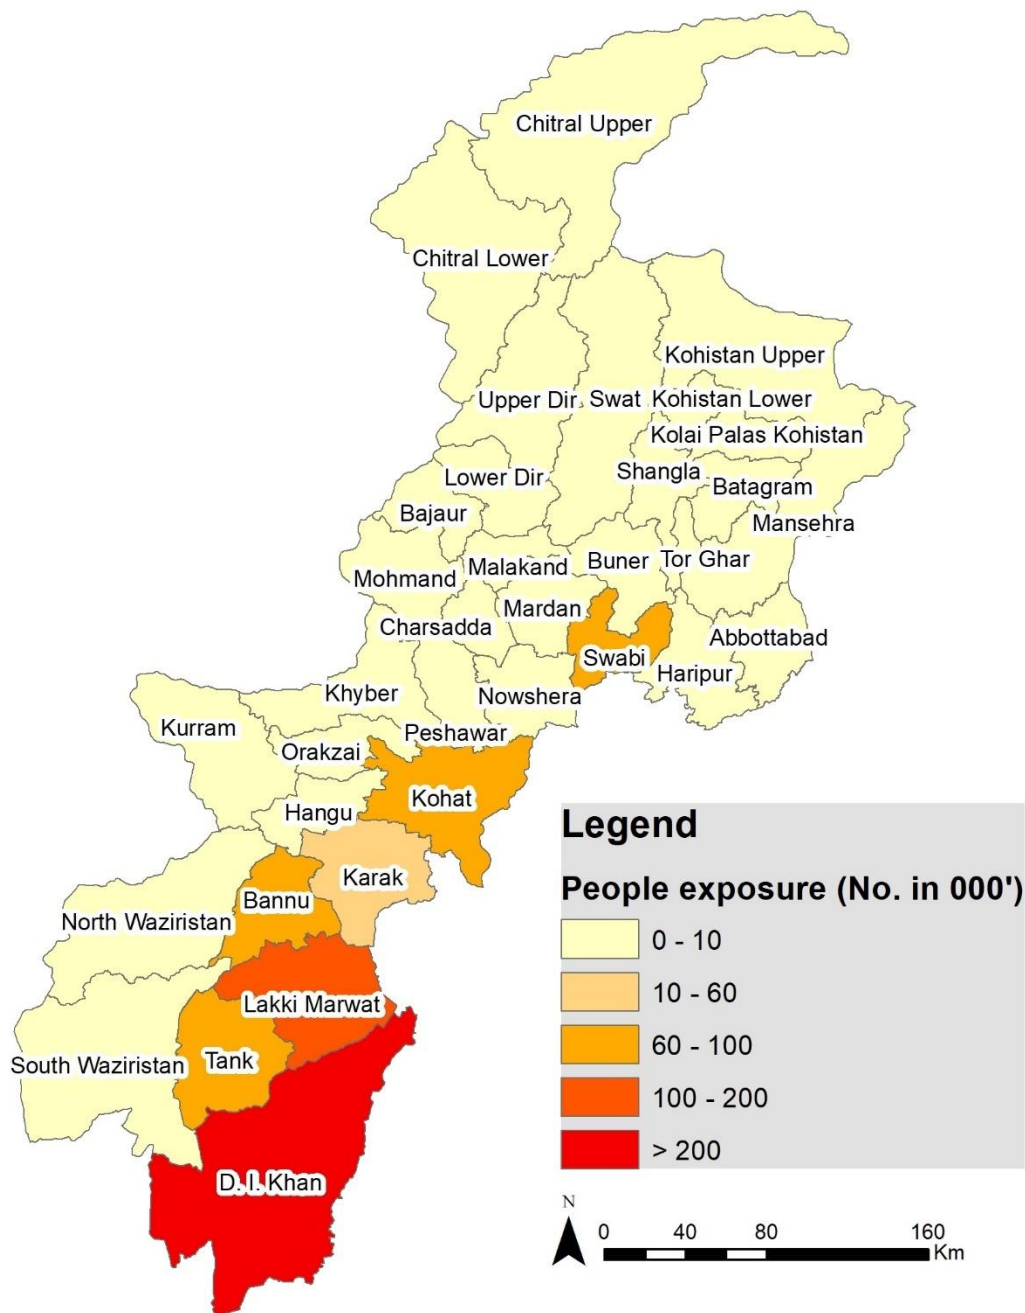 Chitral Upper
Chitral Lower
Kohistan Upper
Upper Dir
Swat
Kohistan Lower
Kolai Palas Kohistan
Lower Dir
Shangla
Batagram
Bajaur
Mansehra
Mohmand
Malakand
Buner
Tor Ghar
Mardan
Charsadda
Abbottabad
Swabi
Haripur
Khyber
Nowshera
Kurram
Peshawar
Orakzai
Kohat
Hangu
Karak
Bannu
North Waziristan
Lakki Marwat
South Waziristan
Tank
D. I. Khan
Legend
People exposure (No. in 000')
0 - 10
10 - 60
60 - 100
100 - 200
> 200
N
0 40 80 160
Km